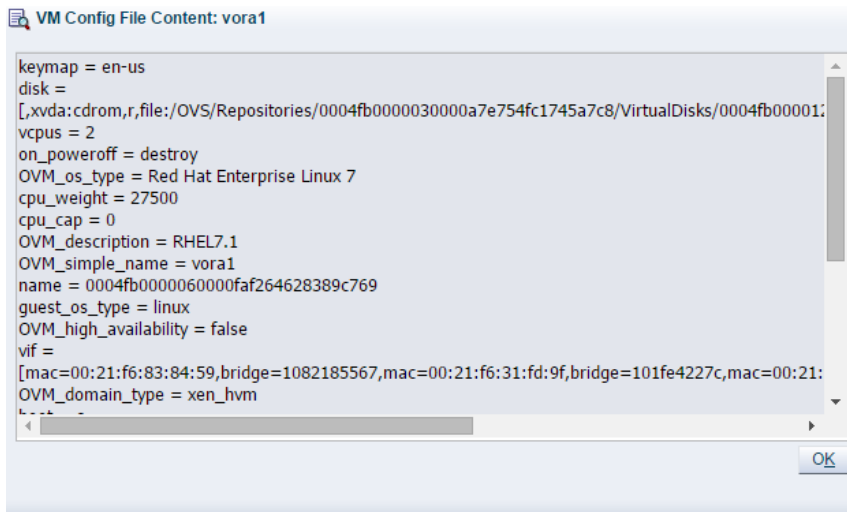 VM Config File Content: vora1
keymap = en-us
disk =
[,xvda:cdrom,r,file:/OVS/Repositories/0004fb0000030000a7e754fc1745a7c8/VirtualDisks/0004fb000012
vcpus = 2
on_poweroff = destroy
OVM_os_type = Red Hat Enterprise Linux 7
cpu_weight = 27500
cpu_cap = 0
OVM_description = RHEL7.1
OVM_simple_name = vora1
name = 0004fb0000060000faf264628389c769
guest_os_type = linux
OVM_high_availability = false
vif =
[mac=00:21:f6:83:84:59,bridge=1082185567,mac=00:21:f6:31:fd:9f,bridge=101fe4227c,mac=00:21:
OVM_domain_type = xen_hvm
OK